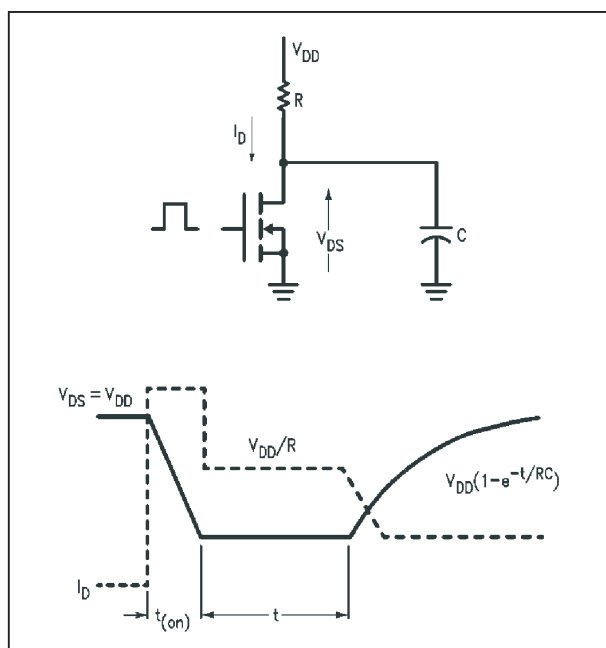 V_DD
R
I_D
V_DS
C
V_DS = V_DD
V_DD/R
V_DD(1-e^-t/RC)
I_D
t_(on)
t